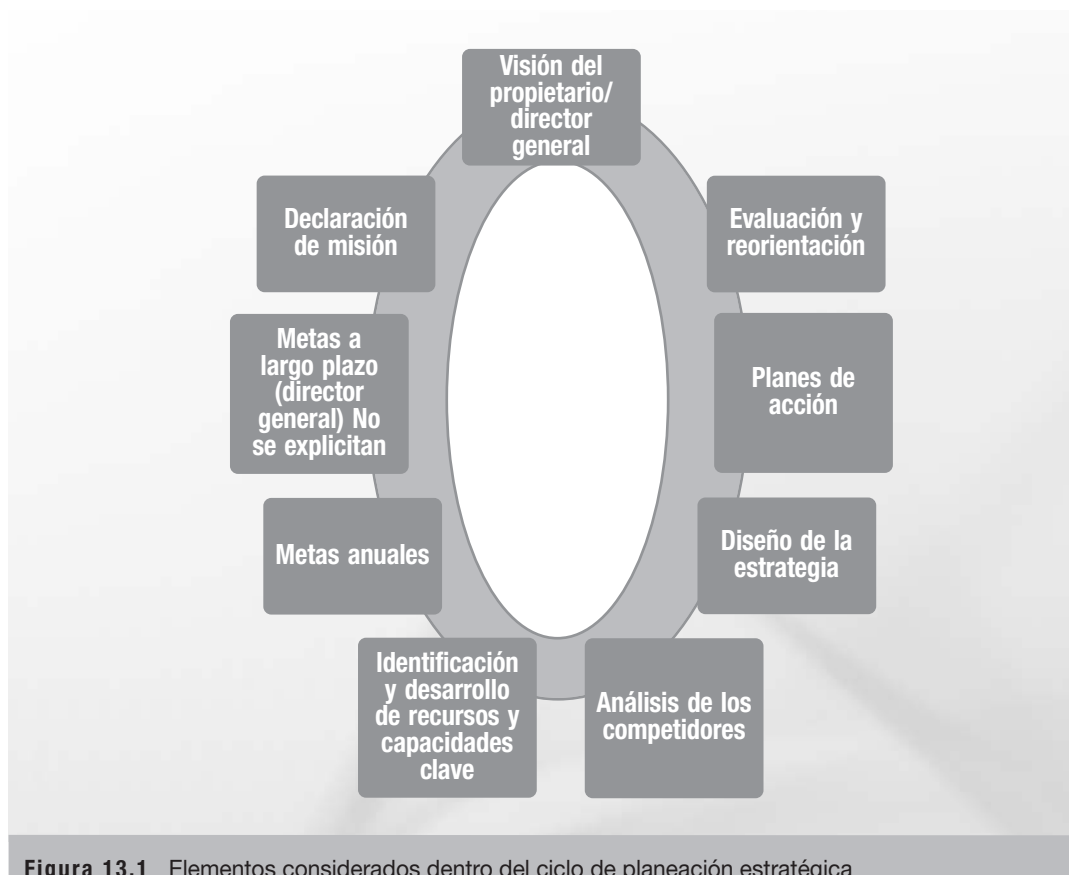 Visión del
propietario/
director
general
Declaración
de misión
Evaluación y
reorientación
Metas a
largo plazo
(director
general) No
se explicitan
Planes de
acción
Metas anuales
Diseño de la
estrategia
Identificación
y desarrollo
de recursos y
capacidades
clave
Análisis de los
competidores
Figura 13.1 Elementos considerados dentro del ciclo de planeación estratégica